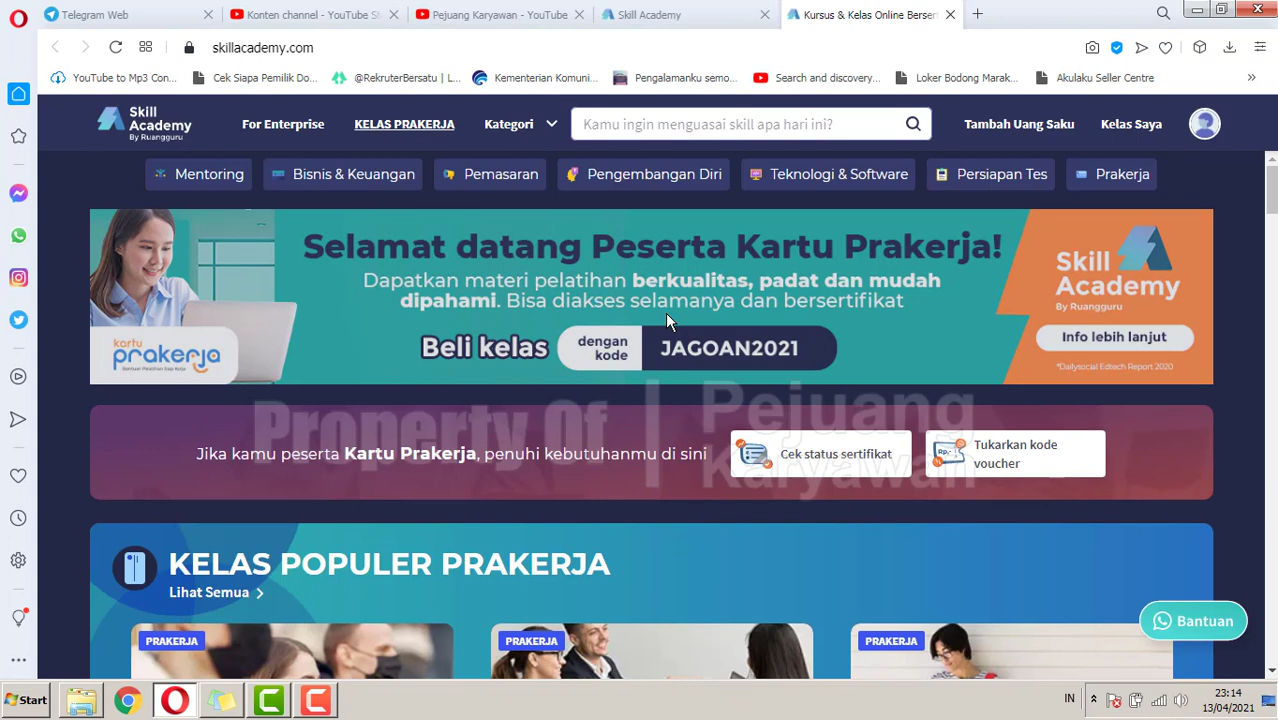 Telegram Web
Konten channel - YouTube S
Pejuang Karyawan - YouTube
Skill Academy
Kursus & Kelas Online Berser
skillacademy.com
YouTube to Mp3 Con...
Cek Siapa Pemilik Do...
@RekruterBersatu | L...
Kementerian Komuni...
Pengalamanku semo...
Search and discovery...
Loker Bodong Marak...
Akulaku Seller Centre
Skill Academy By Ruangguru
For Enterprise
KELAS PRAKERJA
Kategori
Kamu ingin menguasai skill apa hari ini?
Tambah Uang Saku
Kelas Saya
Mentoring
Bisnis & Keuangan
Pemasaran
Pengembangan Diri
Teknologi & Software
Persiapan Tes
Prakerja
Selamat datang Peserta Kartu Prakerja!
Dapatkan materi pelatihan berkualitas, padat dan mudah
dipahami. Bisa diakses selamanya dan bersertifikat
Beli kelas
dengan
kode
JAGOAN2021
kartu
prakerja
Bantuan Pelatihan Siap Kerja
Skill
Academy
By Ruangguru
Info lebih lanjut
*Dailysocial Edtech Report 2020
Property Of
Pejuang
Karyawan
Jika kamu peserta Kartu Prakerja, penuhi kebutuhanmu di sini
Cek status sertifikat
Tukarkan kode
voucher
KELAS POPULER PRAKERJA
Lihat Semua
PRAKERJA
PRAKERJA
PRAKERJA
Bantuan
Start
IN
23:14
13/04/2021